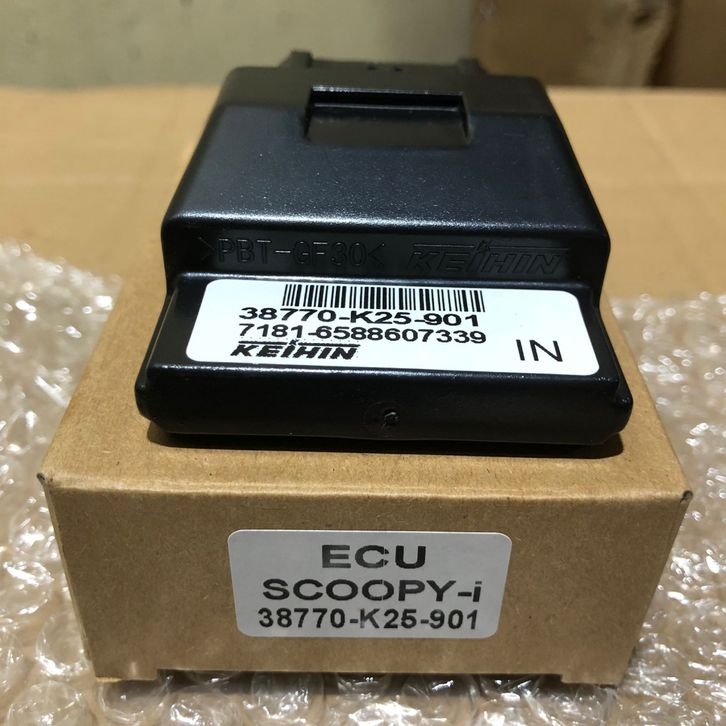 >PBT-GF30< KEIHIN
38770-K25-901
7181-6588607339
KEIHIN
IN
ECU
SCOOPY-i
38770-K25-901